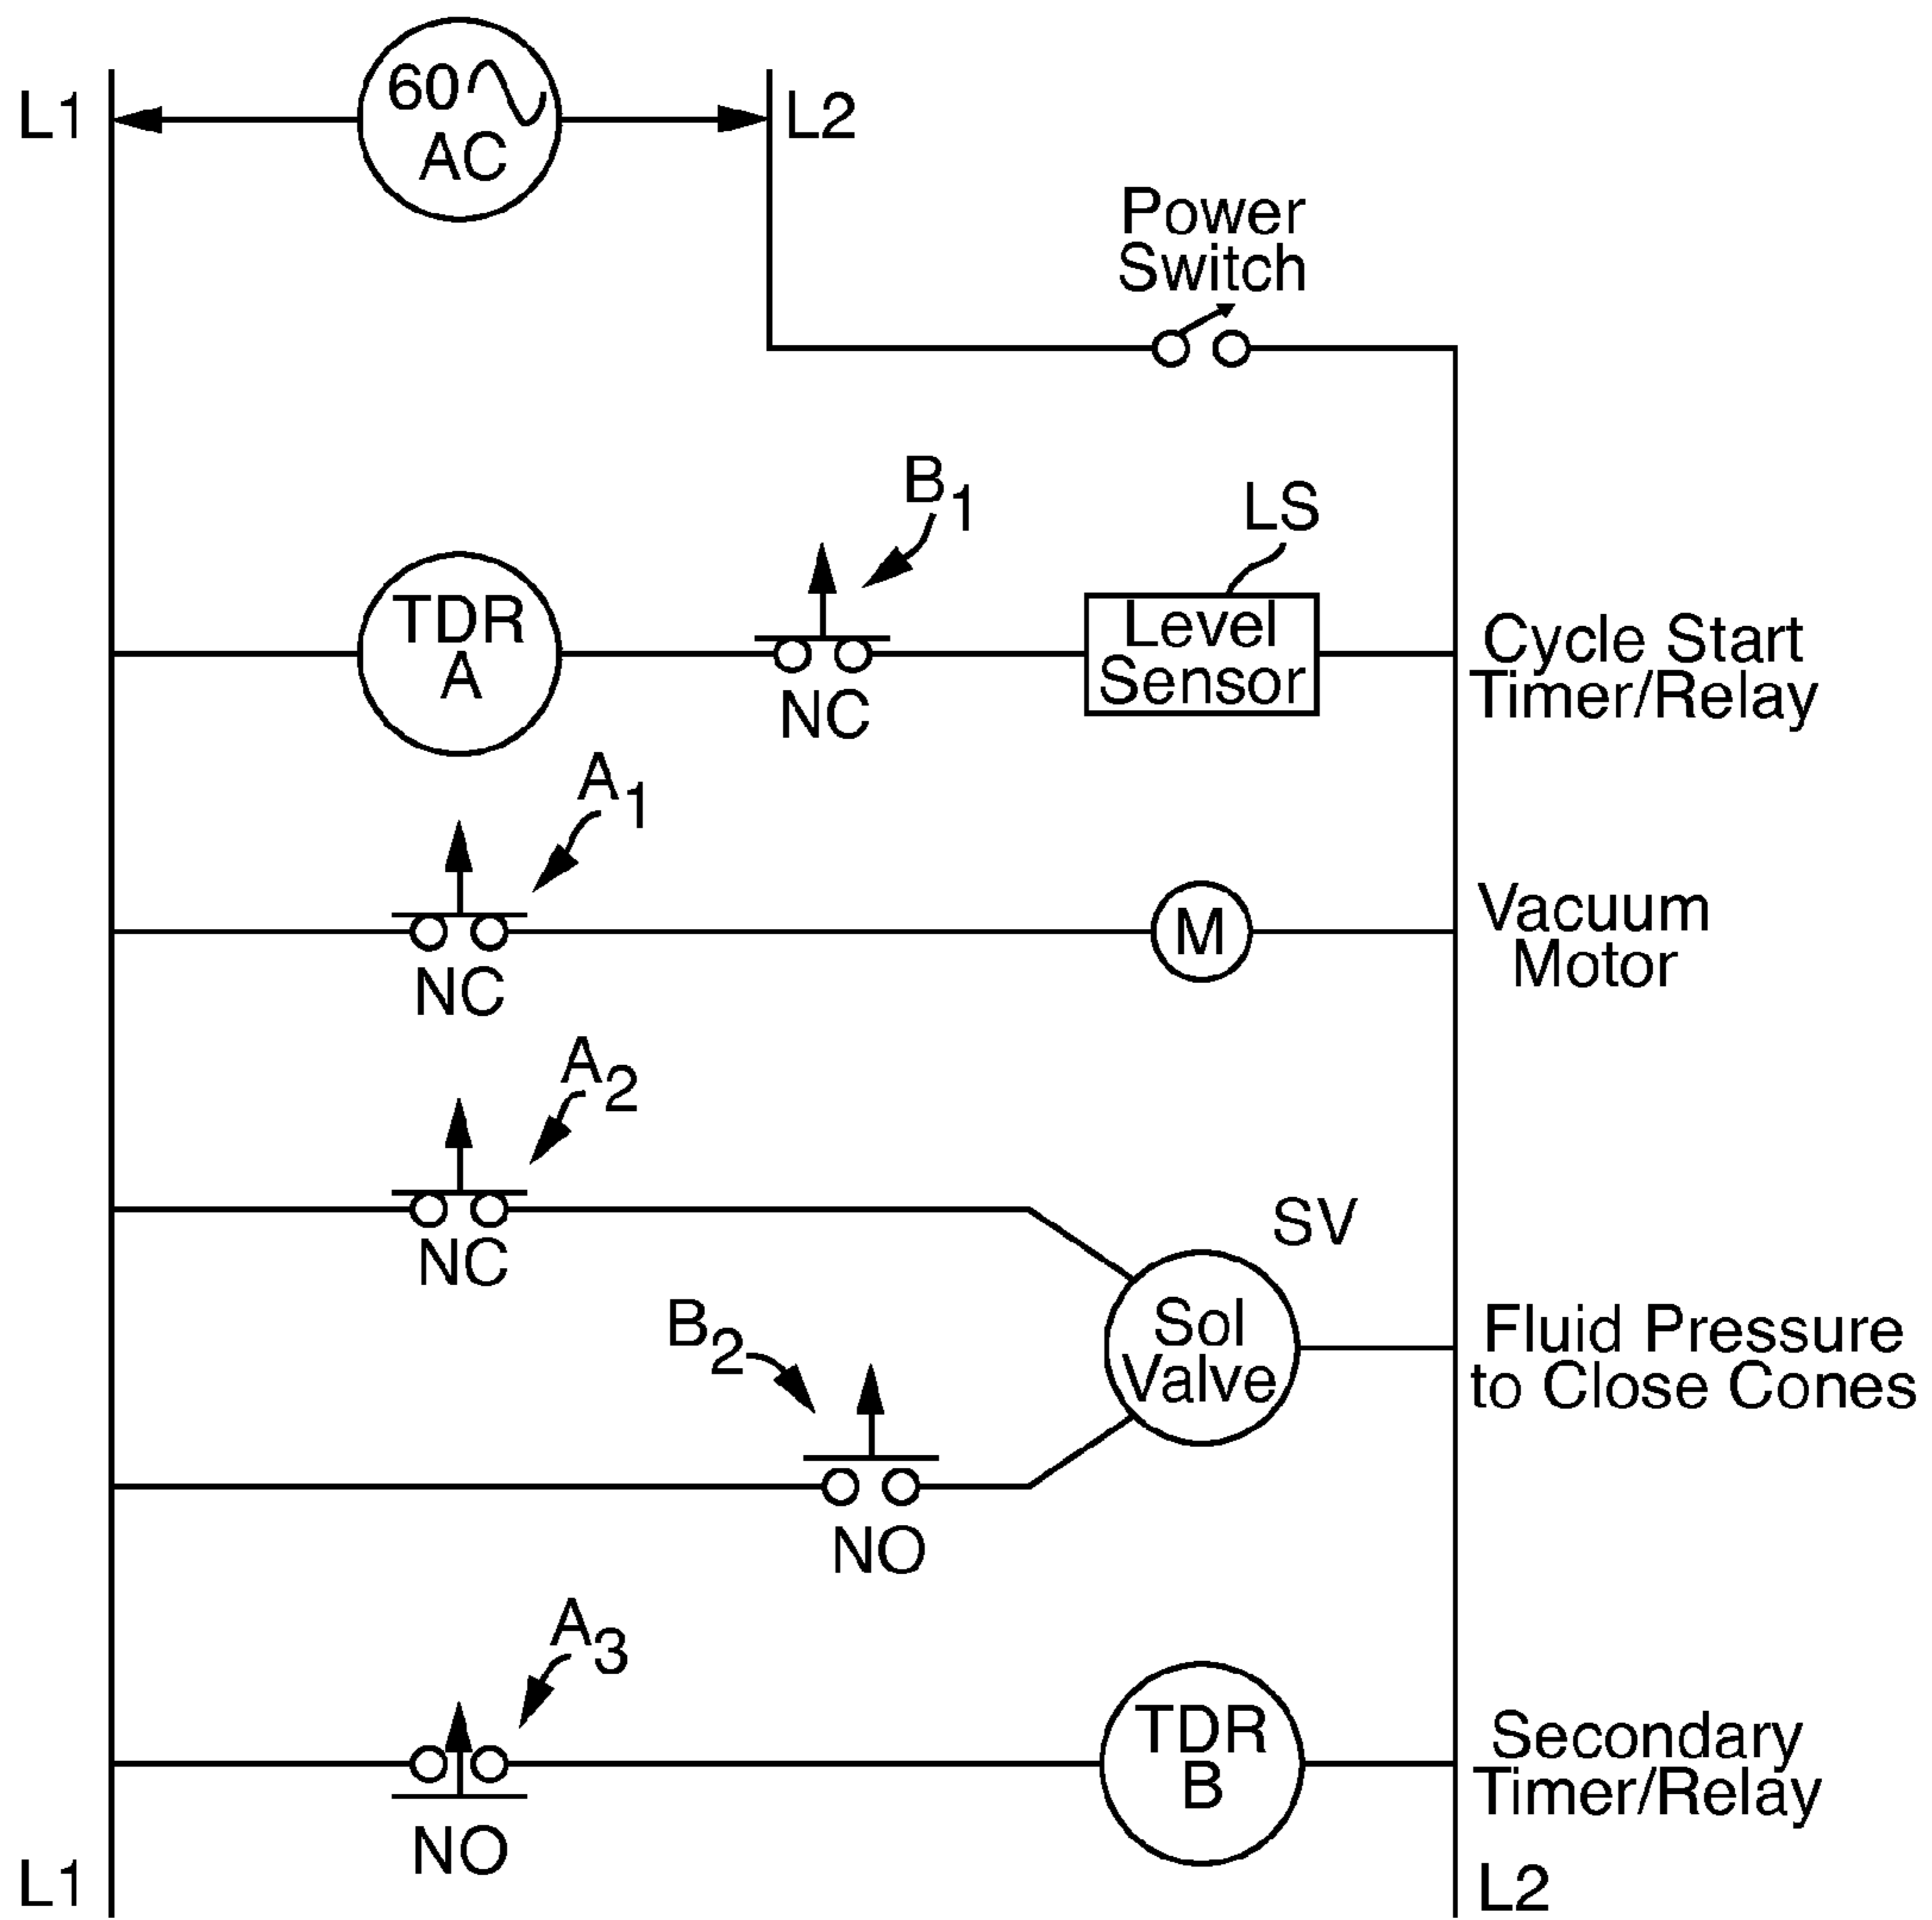 L1
60
AC
L2
Power
Switch
B1
LS
TDR
A
NC
Level
Sensor
Cycle Start
Timer/Relay
A1
NC
M
Vacuum
Motor
A2
NC
SV
B2
Sol
Valve
Fluid Pressure
to Close Cones
NO
A3
NO
TDR
B
Secondary
Timer/Relay
L1
L2